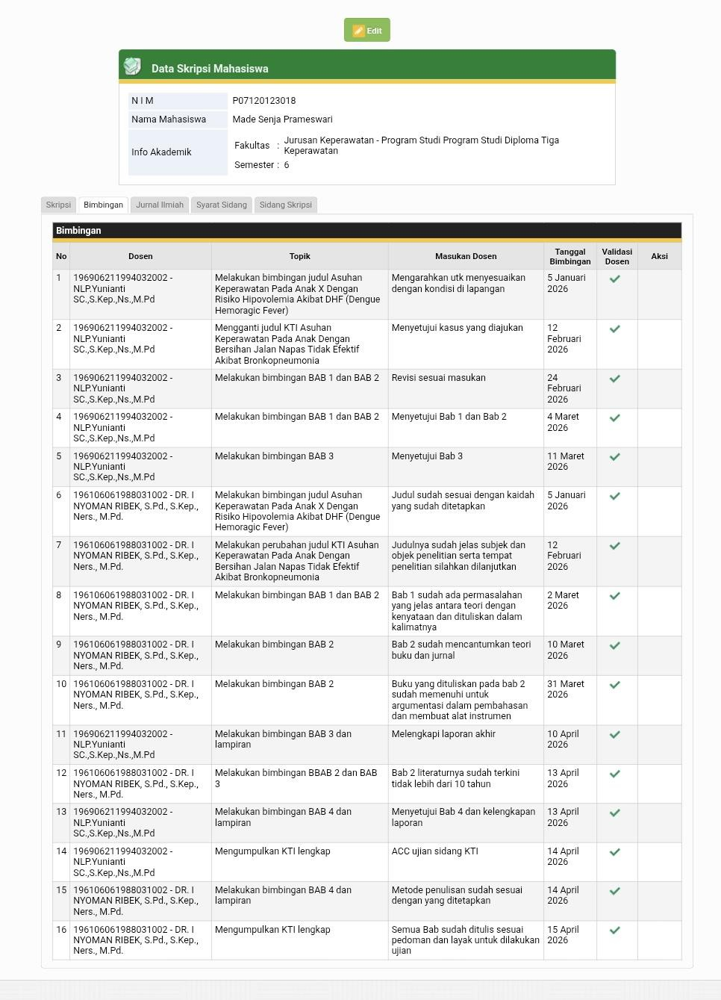 Edit
Data Skripsi Mahasiswa
N I M P07120123018
Nama Mahasiswa Made Senja Prameswari
Info Akademik
Fakultas : Jurusan Keperawatan - Program Studi Program Studi Diploma Tiga
Keperawatan
Semester : 6
Skripsi Bimbingan Jurnal Ilmiah Syarat Sidang Sidang Skripsi
Bimbingan
No Dosen Topik Masukan Dosen Tanggal Bimbingan Validasi Dosen Aksi
1 196906211994032002 - Melakukan bimbingan judul Asuhan Mengarahkan utk menyesuaikan 5 Januari
NLP.Yunianti Keperawatan Pada Anak X Dengan dengan kondisi di lapangan 2026
SC.,S.Kep.,Ns.,M.Pd Risiko Hipovolemia Akibat DHF (Dengue
Hemoragic Fever)
2 196906211994032002 - Mengganti judul KTI Asuhan Menyetujui kasus yang diajukan 12
NLP.Yunianti Keperawatan Pada Anak Dengan Februari
SC.,S.Kep.,Ns.,M.Pd Bersihan Jalan Napas Tidak Efektif 2026
Akibat Bronkopneumonia
3 196906211994032002 - Melakukan bimbingan BAB 1 dan BAB 2 Revisi sesuai masukan 24
NLP.Yunianti Februari
SC.,S.Kep.,Ns.,M.Pd 2026
4 196906211994032002 - Melakukan bimbingan BAB 1 dan BAB 2 Menyetujui Bab 1 dan Bab 2 4 Maret
NLP.Yunianti 2026
SC.,S.Kep.,Ns.,M.Pd
5 196906211994032002 - Melakukan bimbingan BAB 3 Menyetujui Bab 3 11 Maret
NLP.Yunianti 2026
SC.,S.Kep.,Ns.,M.Pd
6 196106061988031002 - DR. I Melakukan bimbingan judul Asuhan Judul sudah sesuai dengan kaidah 5 Januari
NYOMAN RIBEK, S.Pd., S.Kep., Keperawatan Pada Anak X Dengan yang sudah ditetapkan 2026
Ners., M.Pd. Risiko Hipovolemia Akibat DHF (Dengue
Hemoragic Fever)
7 196106061988031002 - DR. I Melakukan perubahan judul KTI Asuhan Judulnya sudah jelas subjek dan 12
NYOMAN RIBEK, S.Pd., S.Kep., Keperawatan Pada Anak Dengan objek penelitian serta tempat Februari
Ners., M.Pd. Bersihan Jalan Napas Tidak Efektif penelitian silahkan dilanjutkan 2026
Akibat Bronkopneumonia
8 196106061988031002 - DR. I Melakukan bimbingan BAB 1 dan BAB 2 Bab 1 sudah ada permasalahan 2 Maret
NYOMAN RIBEK, S.Pd., S.Kep., yang jelas antara teori dengan 2026
Ners., M.Pd. kenyataan dan dituliskan dalam
kalimatnya
9 196106061988031002 - DR. I Melakukan bimbingan BAB 2 Bab 2 sudah mencantumkan teori 10 Maret
NYOMAN RIBEK, S.Pd., S.Kep., buku dan jurnal 2026
Ners., M.Pd.
10 196106061988031002 - DR. I Melakukan bimbingan BAB 2 Buku yang dituliskan pada bab 2 31 Maret
NYOMAN RIBEK, S.Pd., S.Kep., sudah memenuhi untuk 2026
Ners., M.Pd. argumentasi dalam pembahasan
dan membuat alat instrumen
11 196906211994032002 - Melakukan bimbingan BAB 3 dan Melengkapi laporan akhir 10 April
NLP.Yunianti lampiran 2026
SC.,S.Kep.,Ns.,M.Pd
12 196106061988031002 - DR. I Melakukan bimbingan BBAB 2 dan BAB Bab 2 literaturnya sudah terkini 13 April
NYOMAN RIBEK, S.Pd., S.Kep., 3 tidak lebih dari 10 tahun 2026
Ners., M.Pd.
13 196906211994032002 - Melakukan bimbingan BAB 4 dan Menyetujui Bab 4 dan kelengkapan 13 April
NLP.Yunianti lampiran laporan 2026
SC.,S.Kep.,Ns.,M.Pd
14 196906211994032002 - Mengumpulkan KTI lengkap ACC ujian sidang KTI 14 April
NLP.Yunianti 2026
SC.,S.Kep.,Ns.,M.Pd
15 196106061988031002 - DR. I Melakukan bimbingan BAB 4 dan Metode penulisan sudah sesuai 14 April
NYOMAN RIBEK, S.Pd., S.Kep., lampiran dengan yang ditetapkan 2026
Ners., M.Pd.
16 196106061988031002 - DR. I Mengumpulkan KTI lengkap Semua Bab sudah ditulis sesuai 15 April
NYOMAN RIBEK, S.Pd., S.Kep., pedoman dan layak untuk dilakukan 2026
Ners., M.Pd. ujian